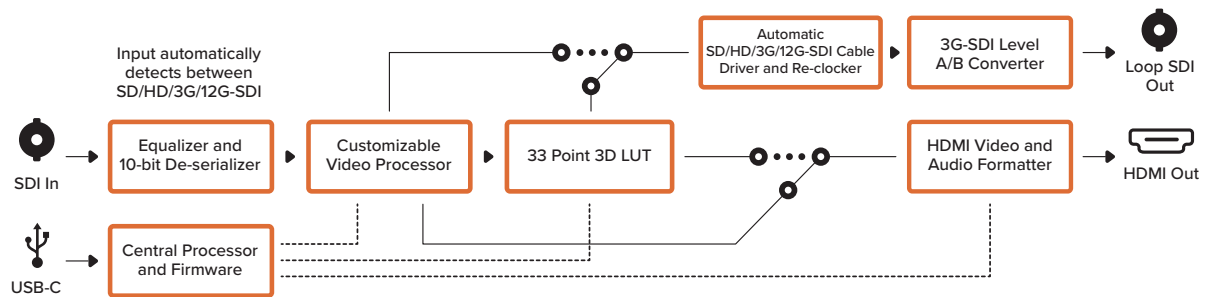 Input automatically
detects between
SD/HD/3G/12G-SDI
Automatic
SD/HD/3G/12G-SDI Cable
Driver and Re-clocker
3G-SDI Level
A/B Converter
Loop SDI
Out
SDI In
Equalizer and
10-bit De-serializer
Customizable
Video Processor
33 Point 3D LUT
HDMI Video and
Audio Formatter
HDMI Out
USB-C
Central Processor
and Firmware